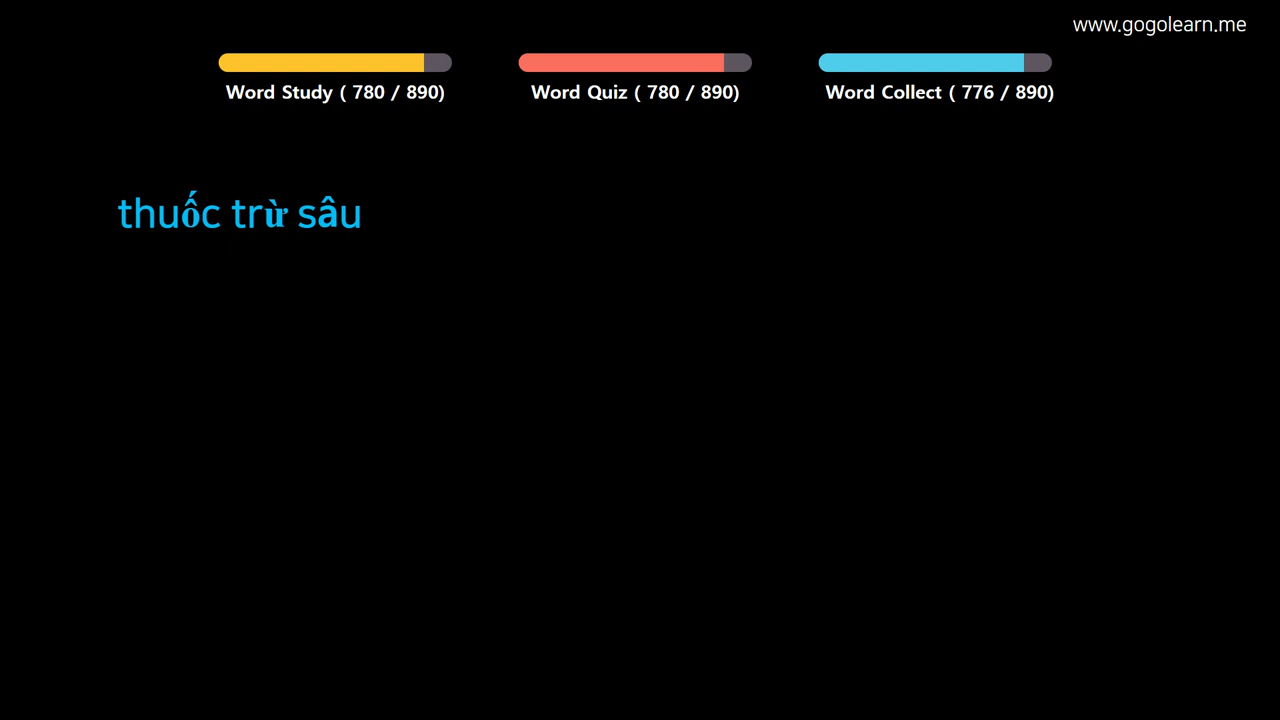 www.gogolearn.me
Word Study ( 780 / 890)
Word Quiz ( 780 / 890)
Word Collect ( 776 / 890)
thuốc trừ sâu